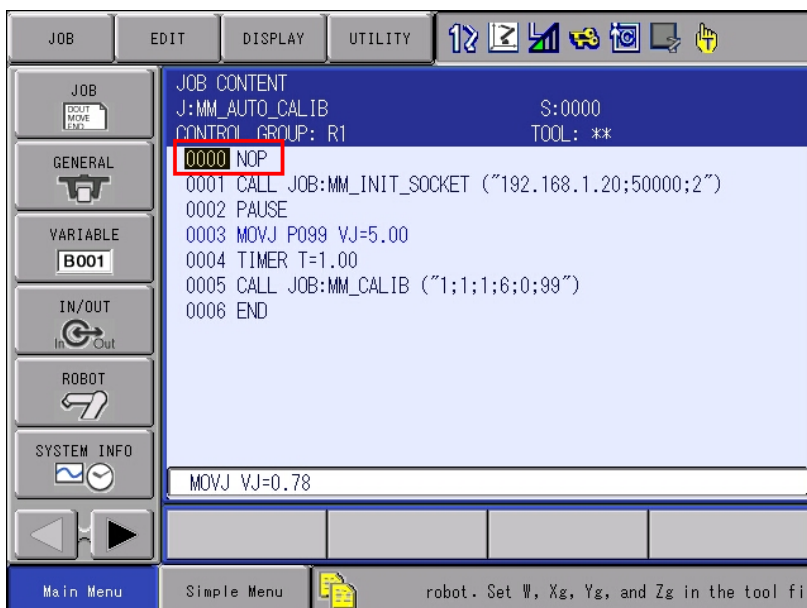 JOB EDIT DISPLAY UTILITY
JOB
DOUT
MOVE
END
GENERAL
VARIABLE
B001
IN/OUT
In Out
ROBOT
SYSTEM INFO
JOB CONTENT
J:MM_AUTO_CALIB S:0000
CONTROL GROUP: R1 TOOL: **
0000 NOP
0001 CALL JOB:MM_INIT_SOCKET ("192.168.1.20;50000;2")
0002 PAUSE
0003 MOVJ P099 VJ=5.00
0004 TIMER T=1.00
0005 CALL JOB:MM_CALIB ("1;1;1;6;0;99")
0006 END
MOVJ VJ=0.78
Main Menu Simple Menu robot. Set W, Xg, Yg, and Zg in the tool fi